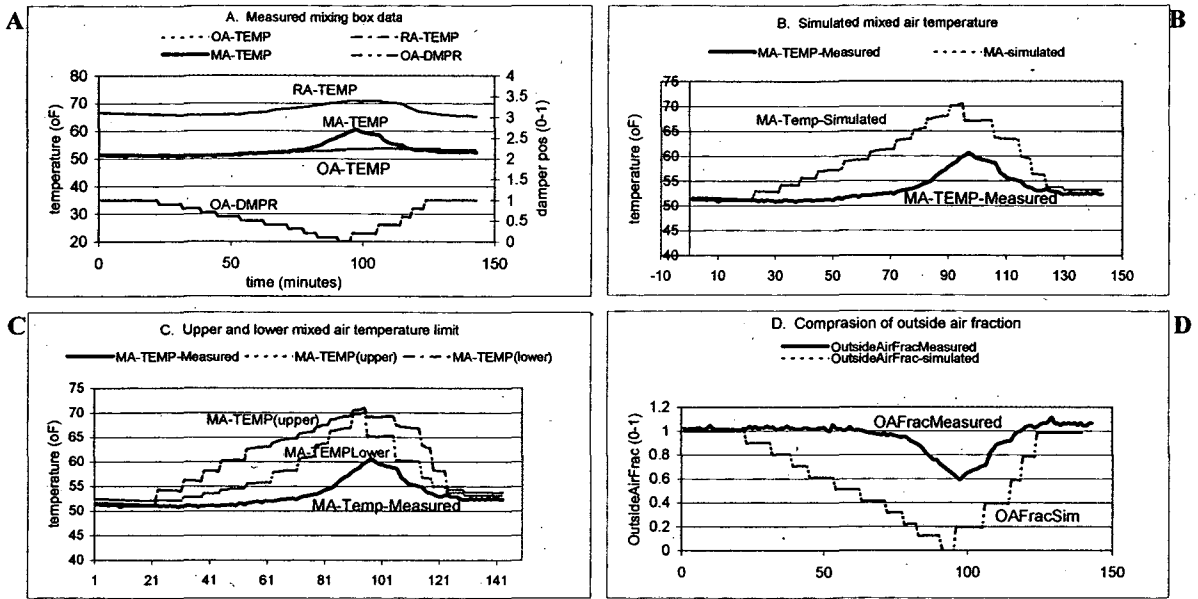 A
A. Measured mixing box data
OA-TEMP
RA-TEMP
MA-TEMP
OA-DMPR
temperature (oF)
80
70
60
50
40
30
20
RA-TEMP
MA-TEMP
OA-TEMP
OA-DMPR
4
3.5
3
2.5
2
1.5
1
0.5
0
damper pos (0-1)
0
50
100
150
time (minutes)
B
B. Simulated mixed air temperature
MA-TEMP-Measured
MA-simulated
temperature (oF)
75
70
65
60
55
50
45
40
MA-Temp-Simulated
MA-TEMP-Measured
-10
10
30
50
70
90
110
130
150
C
C. Upper and lower mixed air temperature limit
MA-TEMP-Measured
MA-TEMP(upper)
MA-TEMP(lower)
temperature (oF)
75
70
65
60
55
50
45
40
MA-TEMP(upper)
MA-TEMPLower
MA-Temp-Measured
1
21
41
61
81
101
121
141
D
D. Comprasion of outside air fraction
OutsideAirFracMeasured
OutsideAirFrac-simulated
OutsideAirFrac (0-1)
1.2
1
0.8
0.6
0.4
0.2
0
OAFracMeasured
OAFracSim
0
50
100
150